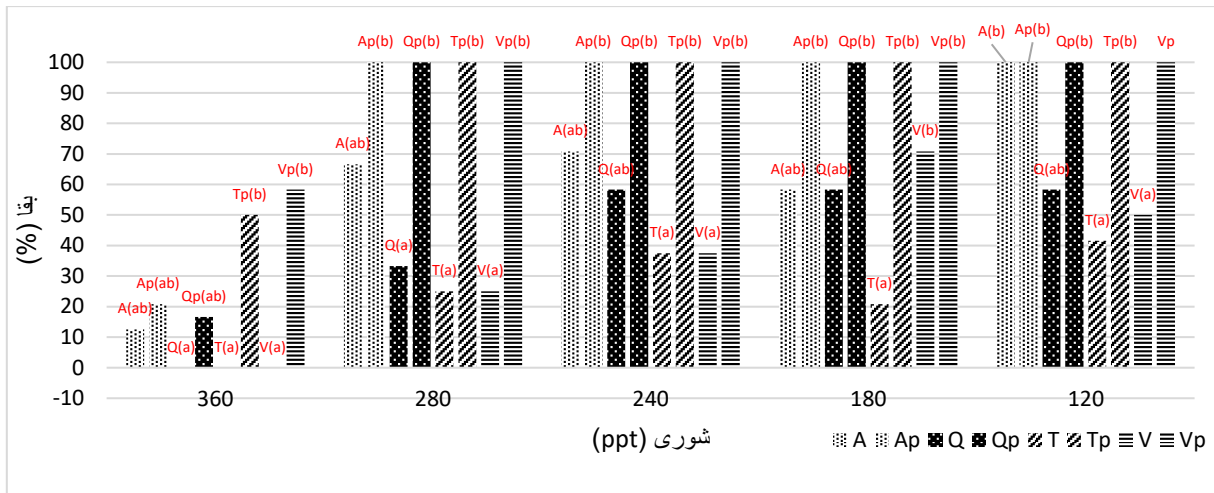 Ap(b) Qp(b) Tp(b) Vp(b) Ap(b) Qp(b) Tp(b) Vp(b) Ap(b) Qp(b) Tp(b) Vp(b) A(b) Ap(b) Qp(b) Tp(b) Vp
100
90
80
70
60
50
40
30
20
10
0
-10
بقا (%)
A(ab) Ap(ab) Q(a) Qp(ab) T(a) Tp(b) V(a) Vp(b)
A(ab) Q(a) T(a) V(a)
A(ab) Q(ab) T(a) V(a)
A(ab) Q(ab) T(a) V(b)
Q(ab) T(a) V(a)
360 280 240 180 120
شوری (ppt)
A Ap Q Qp T Tp V Vp